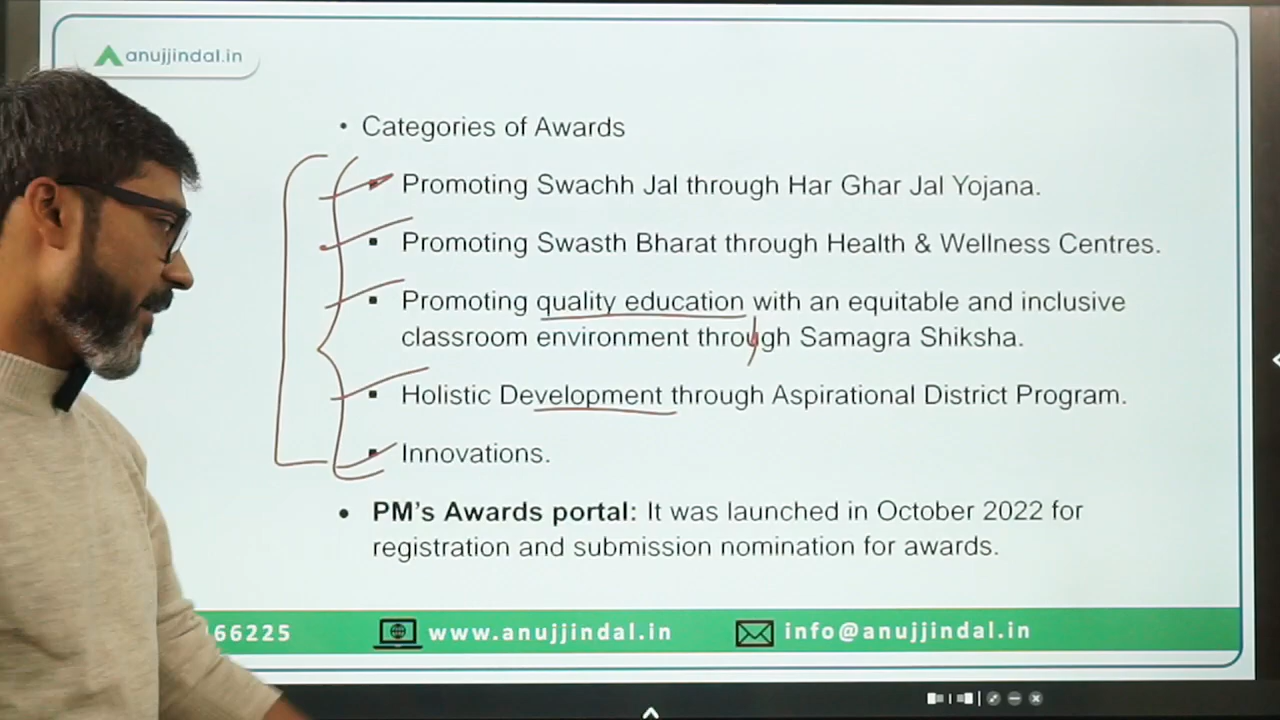 anujjindal.in
• Categories of Awards
▪ Promoting Swachh Jal through Har Ghar Jal Yojana.
▪ Promoting Swasth Bharat through Health & Wellness Centres.
▪ Promoting quality education with an equitable and inclusive
classroom environment through Samagra Shiksha.
▪ Holistic Development through Aspirational District Program.
▪ Innovations.
• PM's Awards portal: It was launched in October 2022 for
registration and submission nomination for awards.
66225 www.anujjindal.in info@anujjindal.in